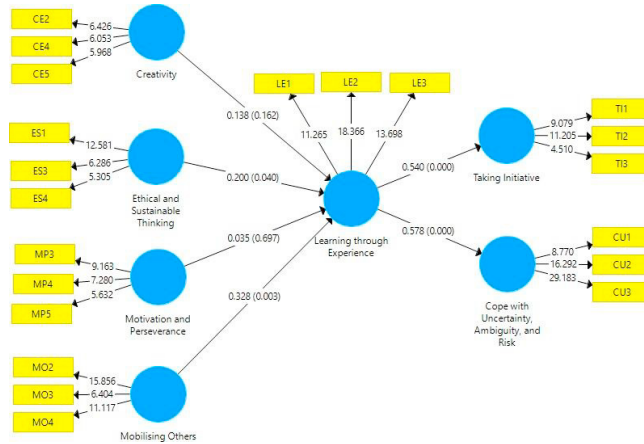 CE2
6.426
CE4
6.053
CE5
5.968
Creativity
0.138 (0.162)
LE1
LE2
LE3
11.265
18.366
13.698
ES1
12.581
ES3
6.286
ES4
5.305
Ethical and
Sustainable
Thinking
0.200 (0.040)
Learning through
Experience
MP3
9.163
MP4
7.280
MP5
5.632
Motivation and
Perseverance
0.035 (0.697)
MO2
15.856
MO3
6.404
MO4
11.117
Mobilising Others
0.328 (0.003)
0.540 (0.000)
TI1
9.079
TI2
11.205
TI3
4.510
Taking Initiative
0.578 (0.000)
CU1
8.770
CU2
16.292
CU3
29.183
Cope with
Uncertainty,
Ambiguity, and
Risk